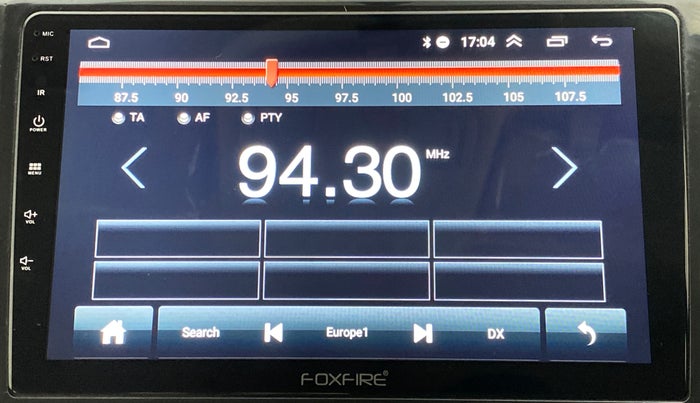 MIC
17:04
RST
87.5 90 92.5 95 97.5 100 102.5 105 107.5
IR
TA AF PTY
POWER
94.30 MHz
MENU
VOL
VOL
Search Europe1 DX
FOXFIRE®